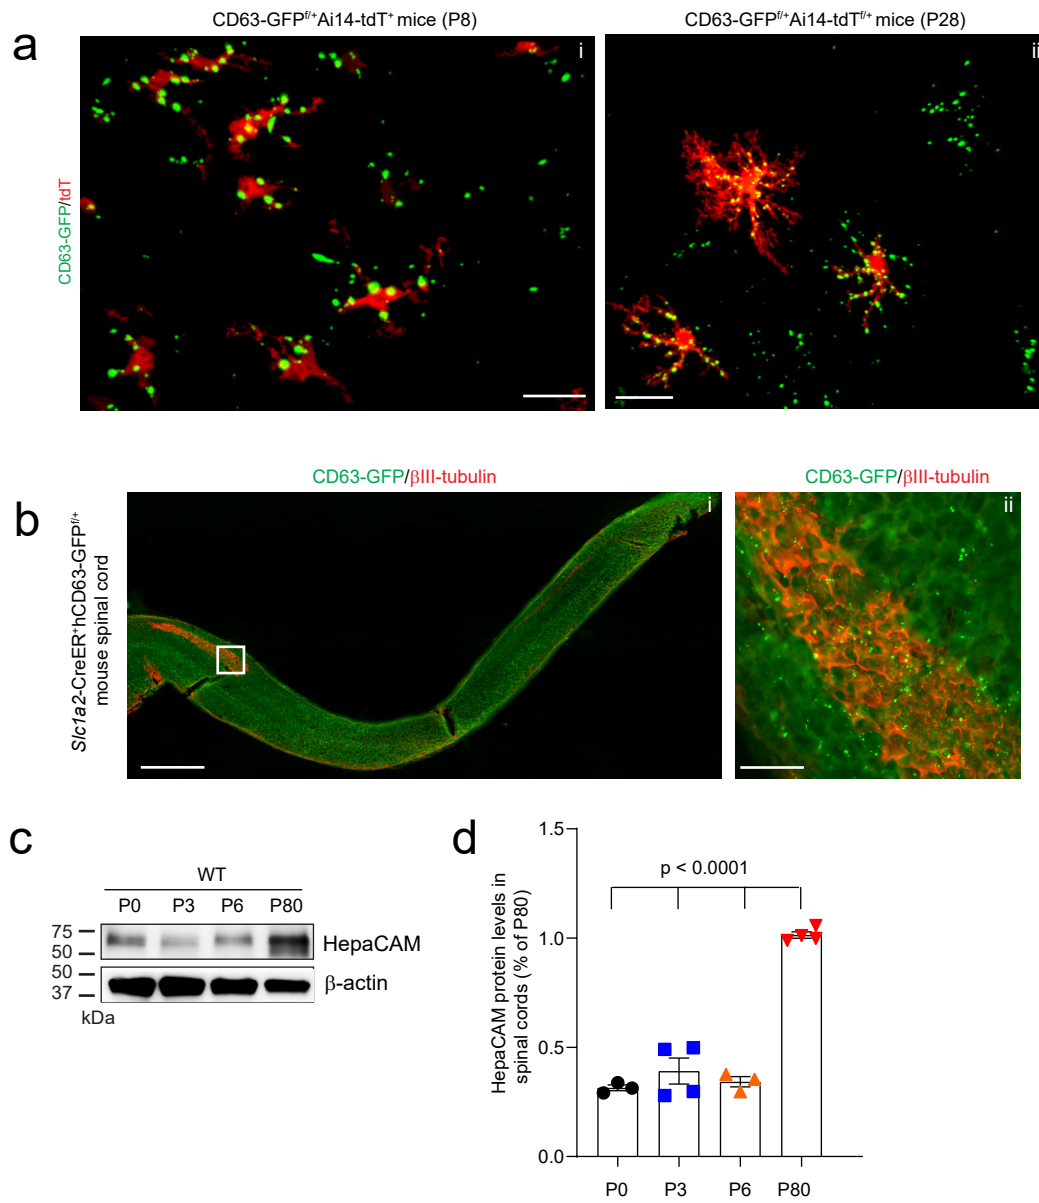 a
CD63-GFPᶠ/⁺Ai14-tdT⁺ mice (P8)
CD63-GFPᶠ/⁺Ai14-tdTᶠ/⁺ mice (P28)
i
ii
CD63-GFP/tdT
b
CD63-GFP/βIII-tubulin
CD63-GFP/βIII-tubulin
i
ii
Slc1a2-CreER⁺hCD63-GFPᶠ/⁺
mouse spinal cord
c
WT
P0 P3 P6 P80
75
50
HepaCAM
50
37
β-actin
kDa
d
HepaCAM protein levels in
spinal cords (% of P80)
1.5
1.0
0.5
0.0
p < 0.0001
P0 P3 P6 P80